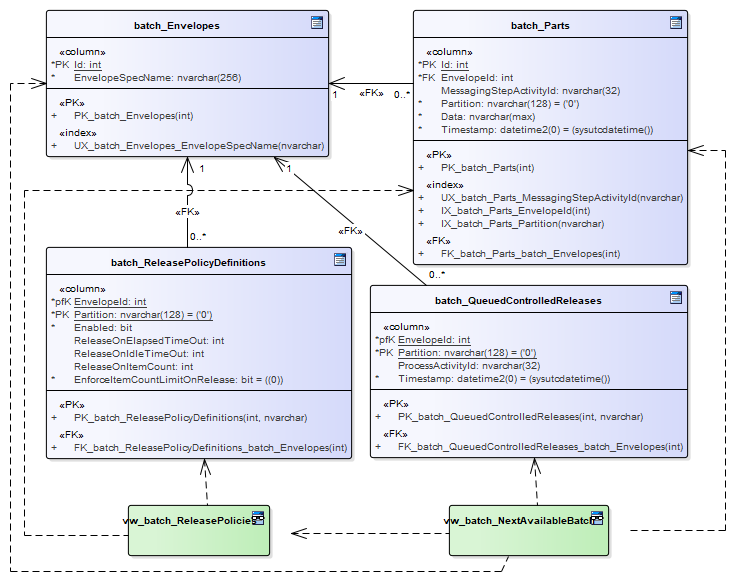 batch_Envelopes
«column»
*PK Id: int
* EnvelopeSpecName: nvarchar(256)
«PK»
+ PK_batch_Envelopes(int)
«index»
+ UX_batch_Envelopes_EnvelopeSpecName(nvarchar)
batch_Parts
«column»
*PK Id: int
*FK EnvelopeId: int
MessagingStepActivityId: nvarchar(32)
* Partition: nvarchar(128) = ('0')
* Data: nvarchar(max)
* Timestamp: datetime2(0) = (sysutcdatetime())
«PK»
+ PK_batch_Parts(int)
«index»
+ UX_batch_Parts_MessagingStepActivityId(nvarchar)
+ IX_batch_Parts_EnvelopeId(int)
+ IX_batch_Parts_Partition(nvarchar)
«FK»
+ FK_batch_Parts_batch_Envelopes(int)
1 «FK» 0..*
1
«FK»
0..*
1
«FK»
0..*
batch_ReleasePolicyDefinitions
«column»
*pfK EnvelopeId: int
*PK Partition: nvarchar(128) = ('0')
* Enabled: bit
ReleaseOnElapsedTimeOut: int
ReleaseOnIdleTimeOut: int
ReleaseOnItemCount: int
* EnforceItemCountLimitOnRelease: bit = ((0))
«PK»
+ PK_batch_ReleasePolicyDefinitions(int, nvarchar)
«FK»
+ FK_batch_ReleasePolicyDefinitions_batch_Envelopes(int)
batch_QueuedControlledReleases
«column»
*pfK EnvelopeId: int
*PK Partition: nvarchar(128) = ('0')
ProcessActivityId: nvarchar(32)
* Timestamp: datetime2(0) = (sysutcdatetime())
«PK»
+ PK_batch_QueuedControlledReleases(int, nvarchar)
«FK»
+ FK_batch_QueuedControlledReleases_batch_Envelopes(int)
vw_batch_ReleasePolicies
vw_batch_NextAvailableBatch